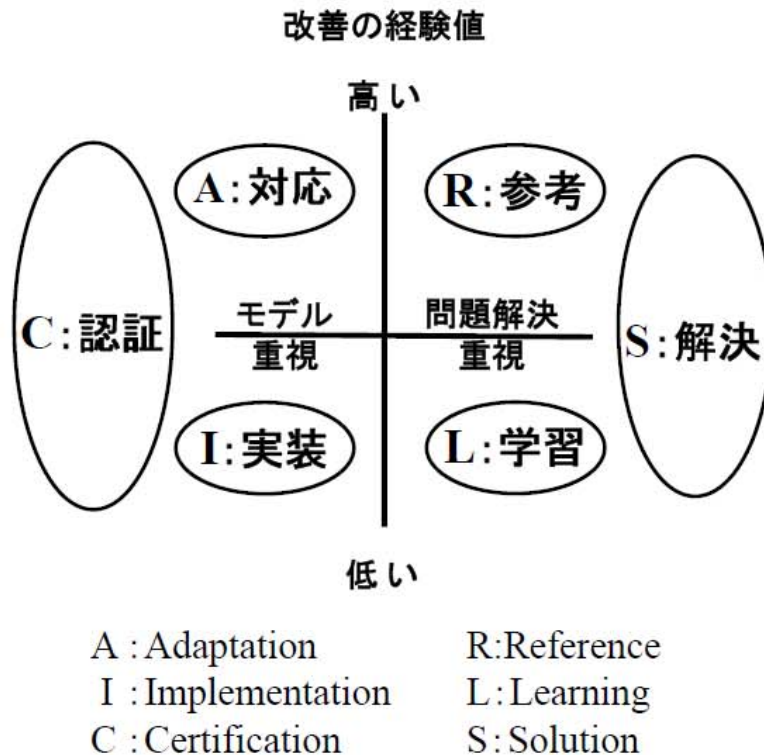 改善の経験値
高い
A:対応
R:参考
C:認証
モデル
重視
問題解決
重視
S:解決
I:実装
L:学習
低い
A :Adaptation
R:Reference
I :Implementation
L:Learning
C :Certification
S:Solution